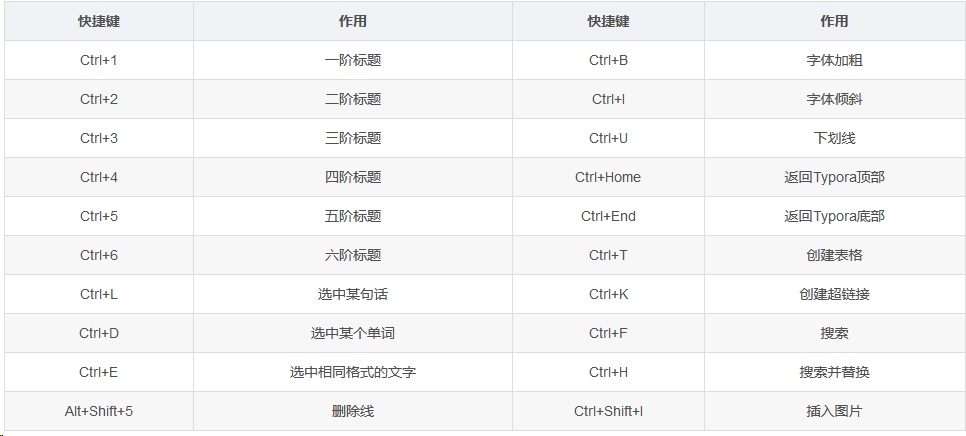 快捷键 作用 快捷键 作用
Ctrl+1 一阶标题 Ctrl+B 字体加粗
Ctrl+2 二阶标题 Ctrl+I 字体倾斜
Ctrl+3 三阶标题 Ctrl+U 下划线
Ctrl+4 四阶标题 Ctrl+Home 返回Typora顶部
Ctrl+5 五阶标题 Ctrl+End 返回Typora底部
Ctrl+6 六阶标题 Ctrl+T 创建表格
Ctrl+L 选中某句话 Ctrl+K 创建超链接
Ctrl+D 选中某个单词 Ctrl+F 搜索
Ctrl+E 选中相同格式的文字 Ctrl+H 搜索并替换
Alt+Shift+5 删除线 Ctrl+Shift+I 插入图片